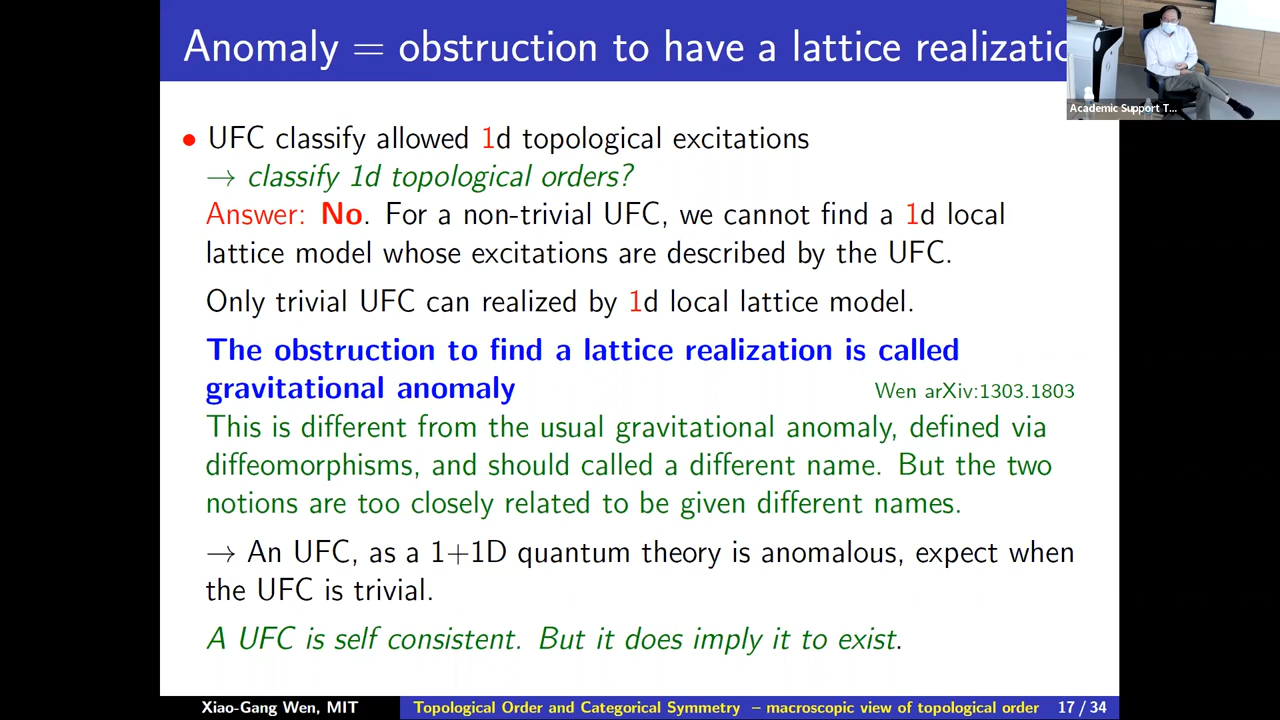 Anomaly = obstruction to have a lattice realizatio
Academic Support T...
• UFC classify allowed 1d topological excitations
→ classify 1d topological orders?
Answer: No. For a non-trivial UFC, we cannot find a 1d local
lattice model whose excitations are described by the UFC.
Only trivial UFC can realized by 1d local lattice model.
The obstruction to find a lattice realization is called
gravitational anomaly Wen arXiv:1303.1803
This is different from the usual gravitational anomaly, defined via
diffeomorphisms, and should called a different name. But the two
notions are too closely related to be given different names.
→ An UFC, as a 1+1D quantum theory is anomalous, expect when
the UFC is trivial.
A UFC is self consistent. But it does imply it to exist.
Xiao-Gang Wen, MIT Topological Order and Categorical Symmetry – macroscopic view of topological order 17 / 34